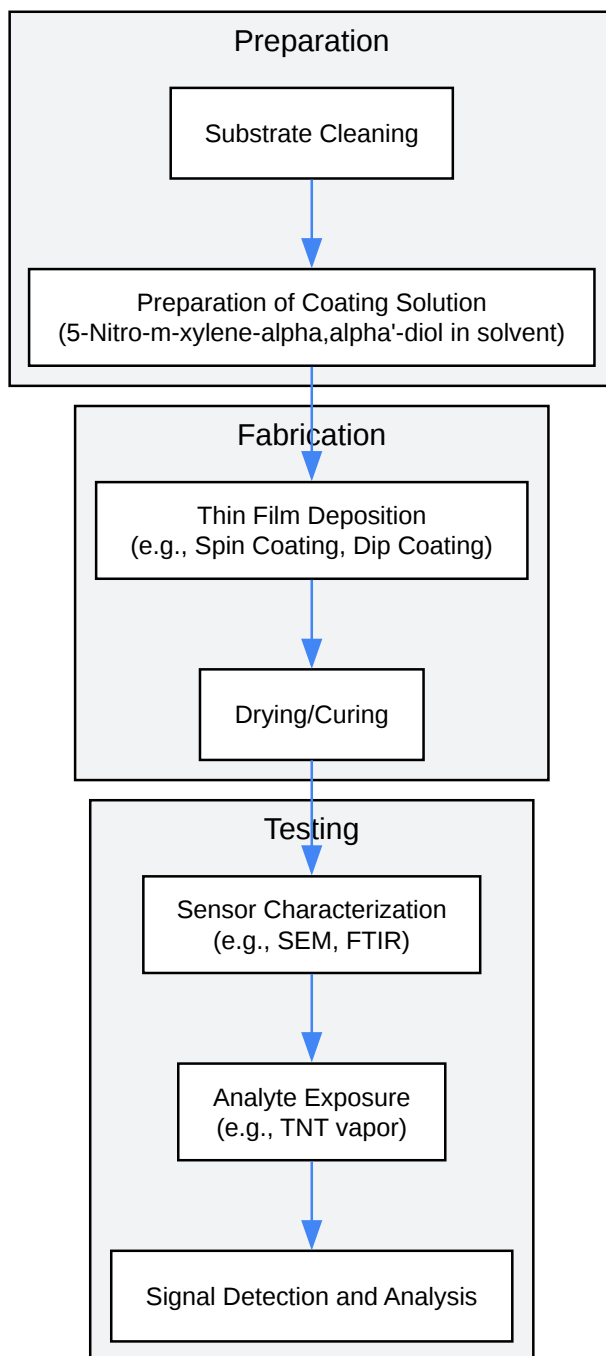 Preparation
Substrate Cleaning
Preparation of Coating Solution
(5-Nitro-m-xylene-alpha,alpha'-diol in solvent)
Fabrication
Thin Film Deposition
(e.g., Spin Coating, Dip Coating)
Drying/Curing
Testing
Sensor Characterization
(e.g., SEM, FTIR)
Analyte Exposure
(e.g., TNT vapor)
Signal Detection and Analysis